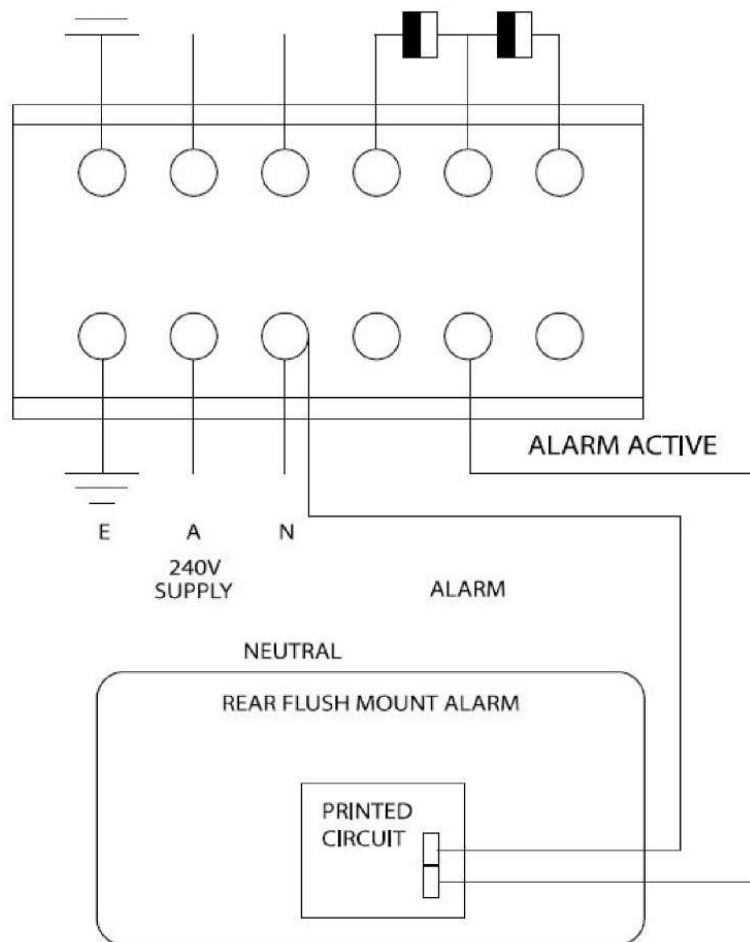 ALARM ACTIVE
E A N
240V
SUPPLY
ALARM
NEUTRAL
REAR FLUSH MOUNT ALARM
PRINTED
CIRCUIT